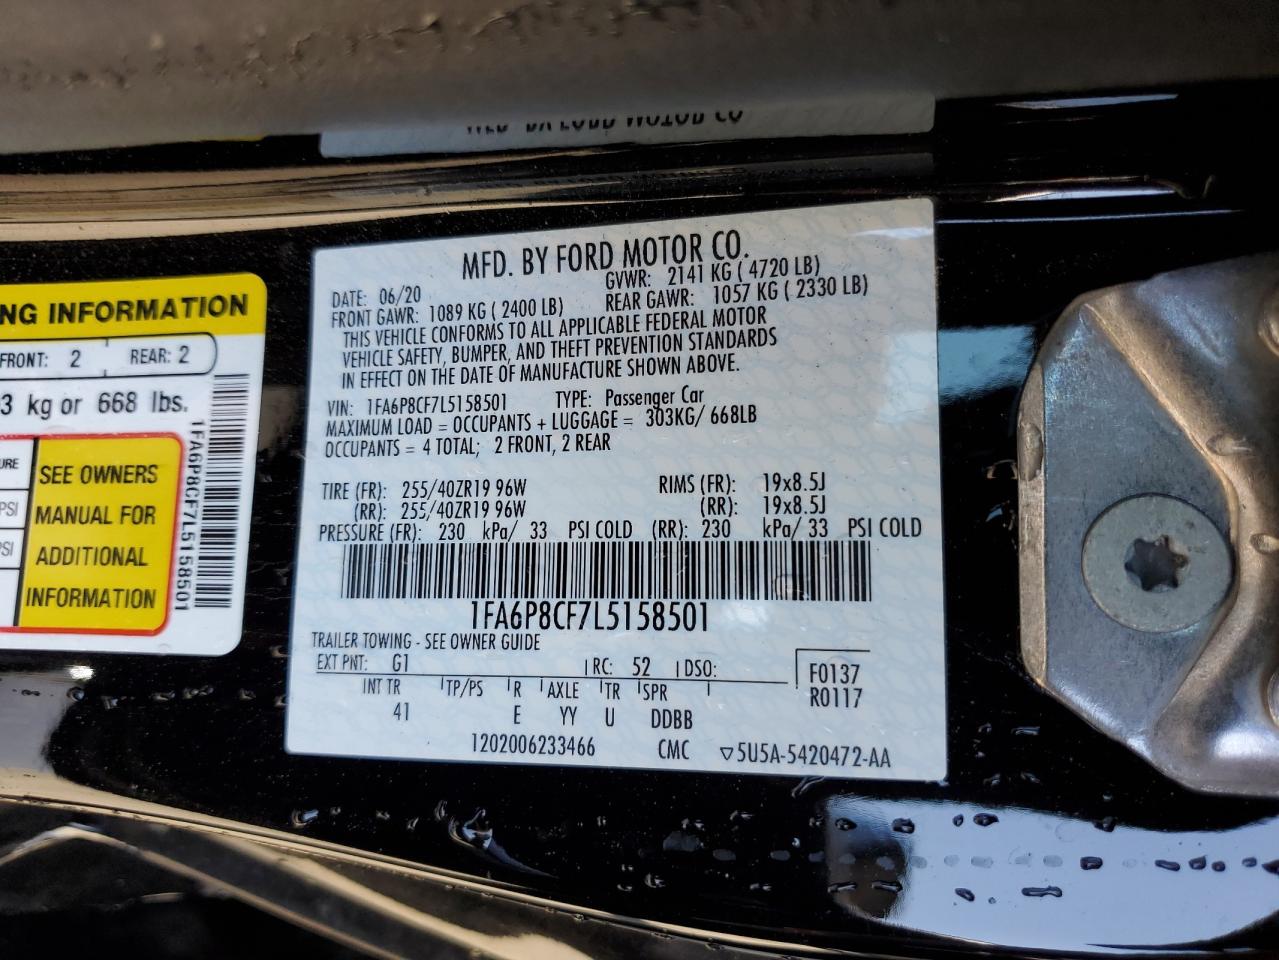 MFD. BY FORD MOTOR CO.
DATE: 06/20 GVWR: 2141 KG ( 4720 LB)
FRONT GAWR: 1089 KG ( 2400 LB) REAR GAWR: 1057 KG ( 2330 LB)
THIS VEHICLE CONFORMS TO ALL APPLICABLE FEDERAL MOTOR
VEHICLE SAFETY, BUMPER, AND THEFT PREVENTION STANDARDS
IN EFFECT ON THE DATE OF MANUFACTURE SHOWN ABOVE.
VIN: 1FA6P8CF7L5158501 TYPE: Passenger Car
MAXIMUM LOAD = OCCUPANTS + LUGGAGE = 303KG/ 668LB
OCCUPANTS = 4 TOTAL; 2 FRONT, 2 REAR
TIRE (FR): 255/40ZR19 96W RIMS (FR): 19x8.5J
(RR): 255/40ZR19 96W (RR): 19x8.5J
PRESSURE (FR): 230 kPa/ 33 PSI COLD (RR): 230 kPa/ 33 PSI COLD
1FA6P8CF7L5158501
TRAILER TOWING - SEE OWNER GUIDE
EXT PNT: G1 RC: 52 DSO: F0137
R0117
INT TR TP/PS R AXLE TR SPR
41 E YY U DDBB
1202006233466 CMC ▽5U5A-5420472-AA
NG INFORMATION
FRONT: 2 REAR: 2
3 kg or 668 lbs.
URE
PSI
PSI
SEE OWNERS
MANUAL FOR
ADDITIONAL
INFORMATION
1FA6P8CF7L5158501